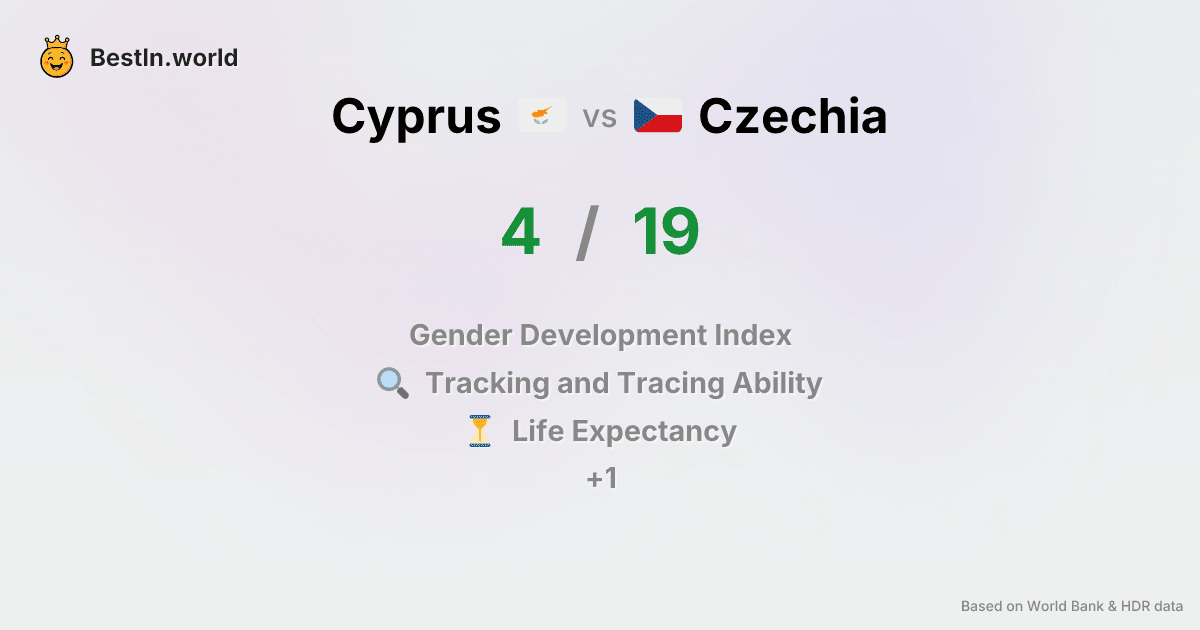 BestIn.world
Cyprus vs Czechia
4 / 19
Gender Development Index
Tracking and Tracing Ability
Life Expectancy
+1
Based on World Bank & HDR data